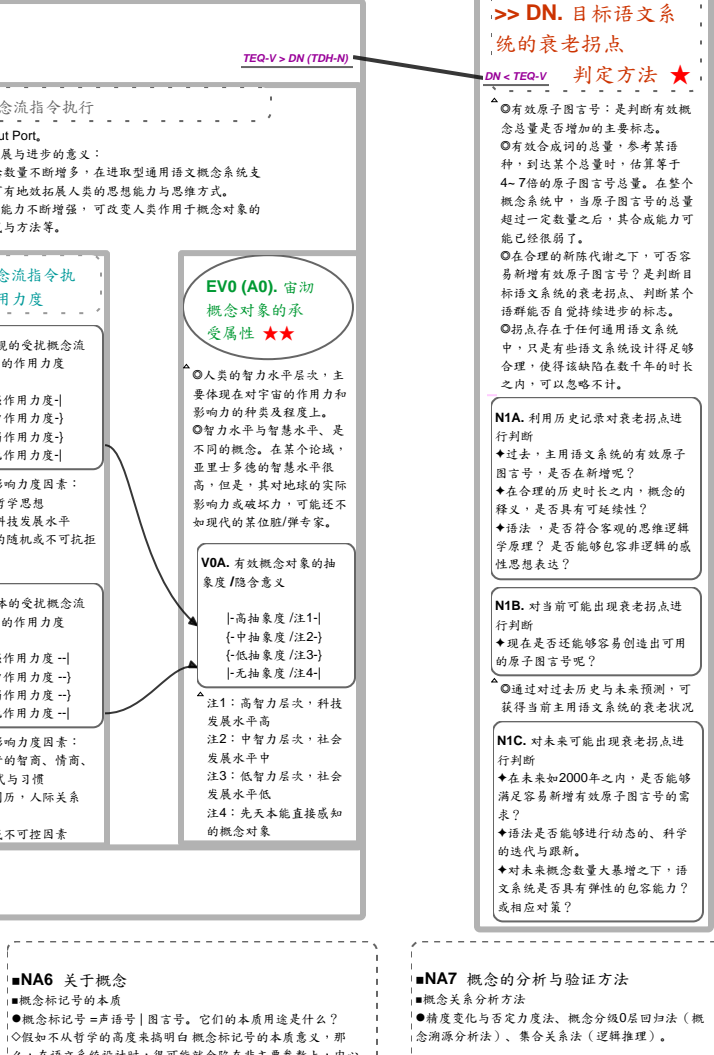 TEQ-V > DN (TDH-N)
念流指令执行
ut Port。
展与进步的意义：
念数量不断增多，在进取型通用语文概念系统支
可有地效拓展人类的思想能力与思维方式。
能力不断增强，可改变人类作用于概念对象的
式与方法等。
念流指令执
用力度
观的受扰概念流
的作用力度
作用力度-|
作用力度-}
作用力度-}
作用力度-|
影响力度因素：
哲学思想
科技发展水平
的随机或不可抗拒
体的受扰概念流
的作用力度
作用力度 --|
作用力度 --}
作用力度 --}
作用力度 --|
影响力度因素：
的智商、情商、
式与习惯
历，人际关系
不可控因素
EV0 (A0). 宙沏
概念对象的承
受属性 ★★
◎人类的智力水平层次，主
要体现在对宇宙的作用力和
影响力的种类及程度上。
◎智力水平与智慧水平、是
不同的概念。在某个论域，
亚里士多德的智慧水平很
高，但是，其对地球的实际
影响力或破坏力，可能还不
如现代的某位脏/弹专家。
V0A. 有效概念对象的抽
象度 /隐含意义
|-高抽象度 /注1-|
{-中抽象度 /注2-}
{-低抽象度 /注3-}
|-无抽象度 /注4-|
注1：高智力层次，科技
发展水平高
注2：中智力层次，社会
发展水平中
注3：低智力层次，社会
发展水平低
注4：先天本能直接感知
的概念对象
>> DN. 目标语文系
统的衰老拐点
DN < TEQ-V 判定方法 ★
◎有效原子图言号：是判断有效概
念总量是否增加的主要标志。
◎有效合成词的总量，参考某语
种，到达某个总量时，估算等于
4~ 7倍的原子图言号总量。在整个
概念系统中，当原子图言号的总量
超过一定数量之后，其合成能力可
能已经很弱了。
◎在合理的新陈代谢之下，可否容
易新增有效原子图言号？是判断目
标语文系统的衰老拐点、判断某个
语群能否自觉持续进步的标志。
◎拐点存在于任何通用语文系统
中，只是有些语文系统设计得足够
合理，使得该缺陷在数千年的时长
之内，可以忽略不计。
N1A. 利用历史记录对衰老拐点进
行判断
✦过去，主用语文系统的有效原子
图言号，是否在新增呢？
✦在合理的历史时长之内，概念的
释义，是否具有可延续性？
✦语法 ，是否符合客观的思维逻辑
学原理？ 是否能够包容非逻辑的感
性思想表达？
N1B. 对当前可能出现衰老拐点进
行判断
✦现在是否还能够容易创造出可用
的原子图言号呢？
◎通过对过去历史与未来预测，可
获得当前主用语文系统的衰老状况
N1C. 对未来可能出现衰老拐点进
行判断
✦在未来如2000年之内，是否能够
满足容易新增有效原子图言号的需
求？
✦语法是否能够进行动态的、科学
的迭代与跟新。
✦对未来概念数量大暴增之下，语
文系统是否具有弹性的包容能力？
或相应对策？
■NA6 关于概念
■概念标记号的本质
●概念标记号 =声语号 | 图言号。它们的本质用途是什么？
◇假如不从哲学的高度来搞明白 概念标记号的本质意义，那
■NA7 概念的分析与验证方法
■概念关系分析方法
●精度变化与否定力度法、概念分级0层回归法（概
念溯源分析法）、集合关系法（逻辑推理）。